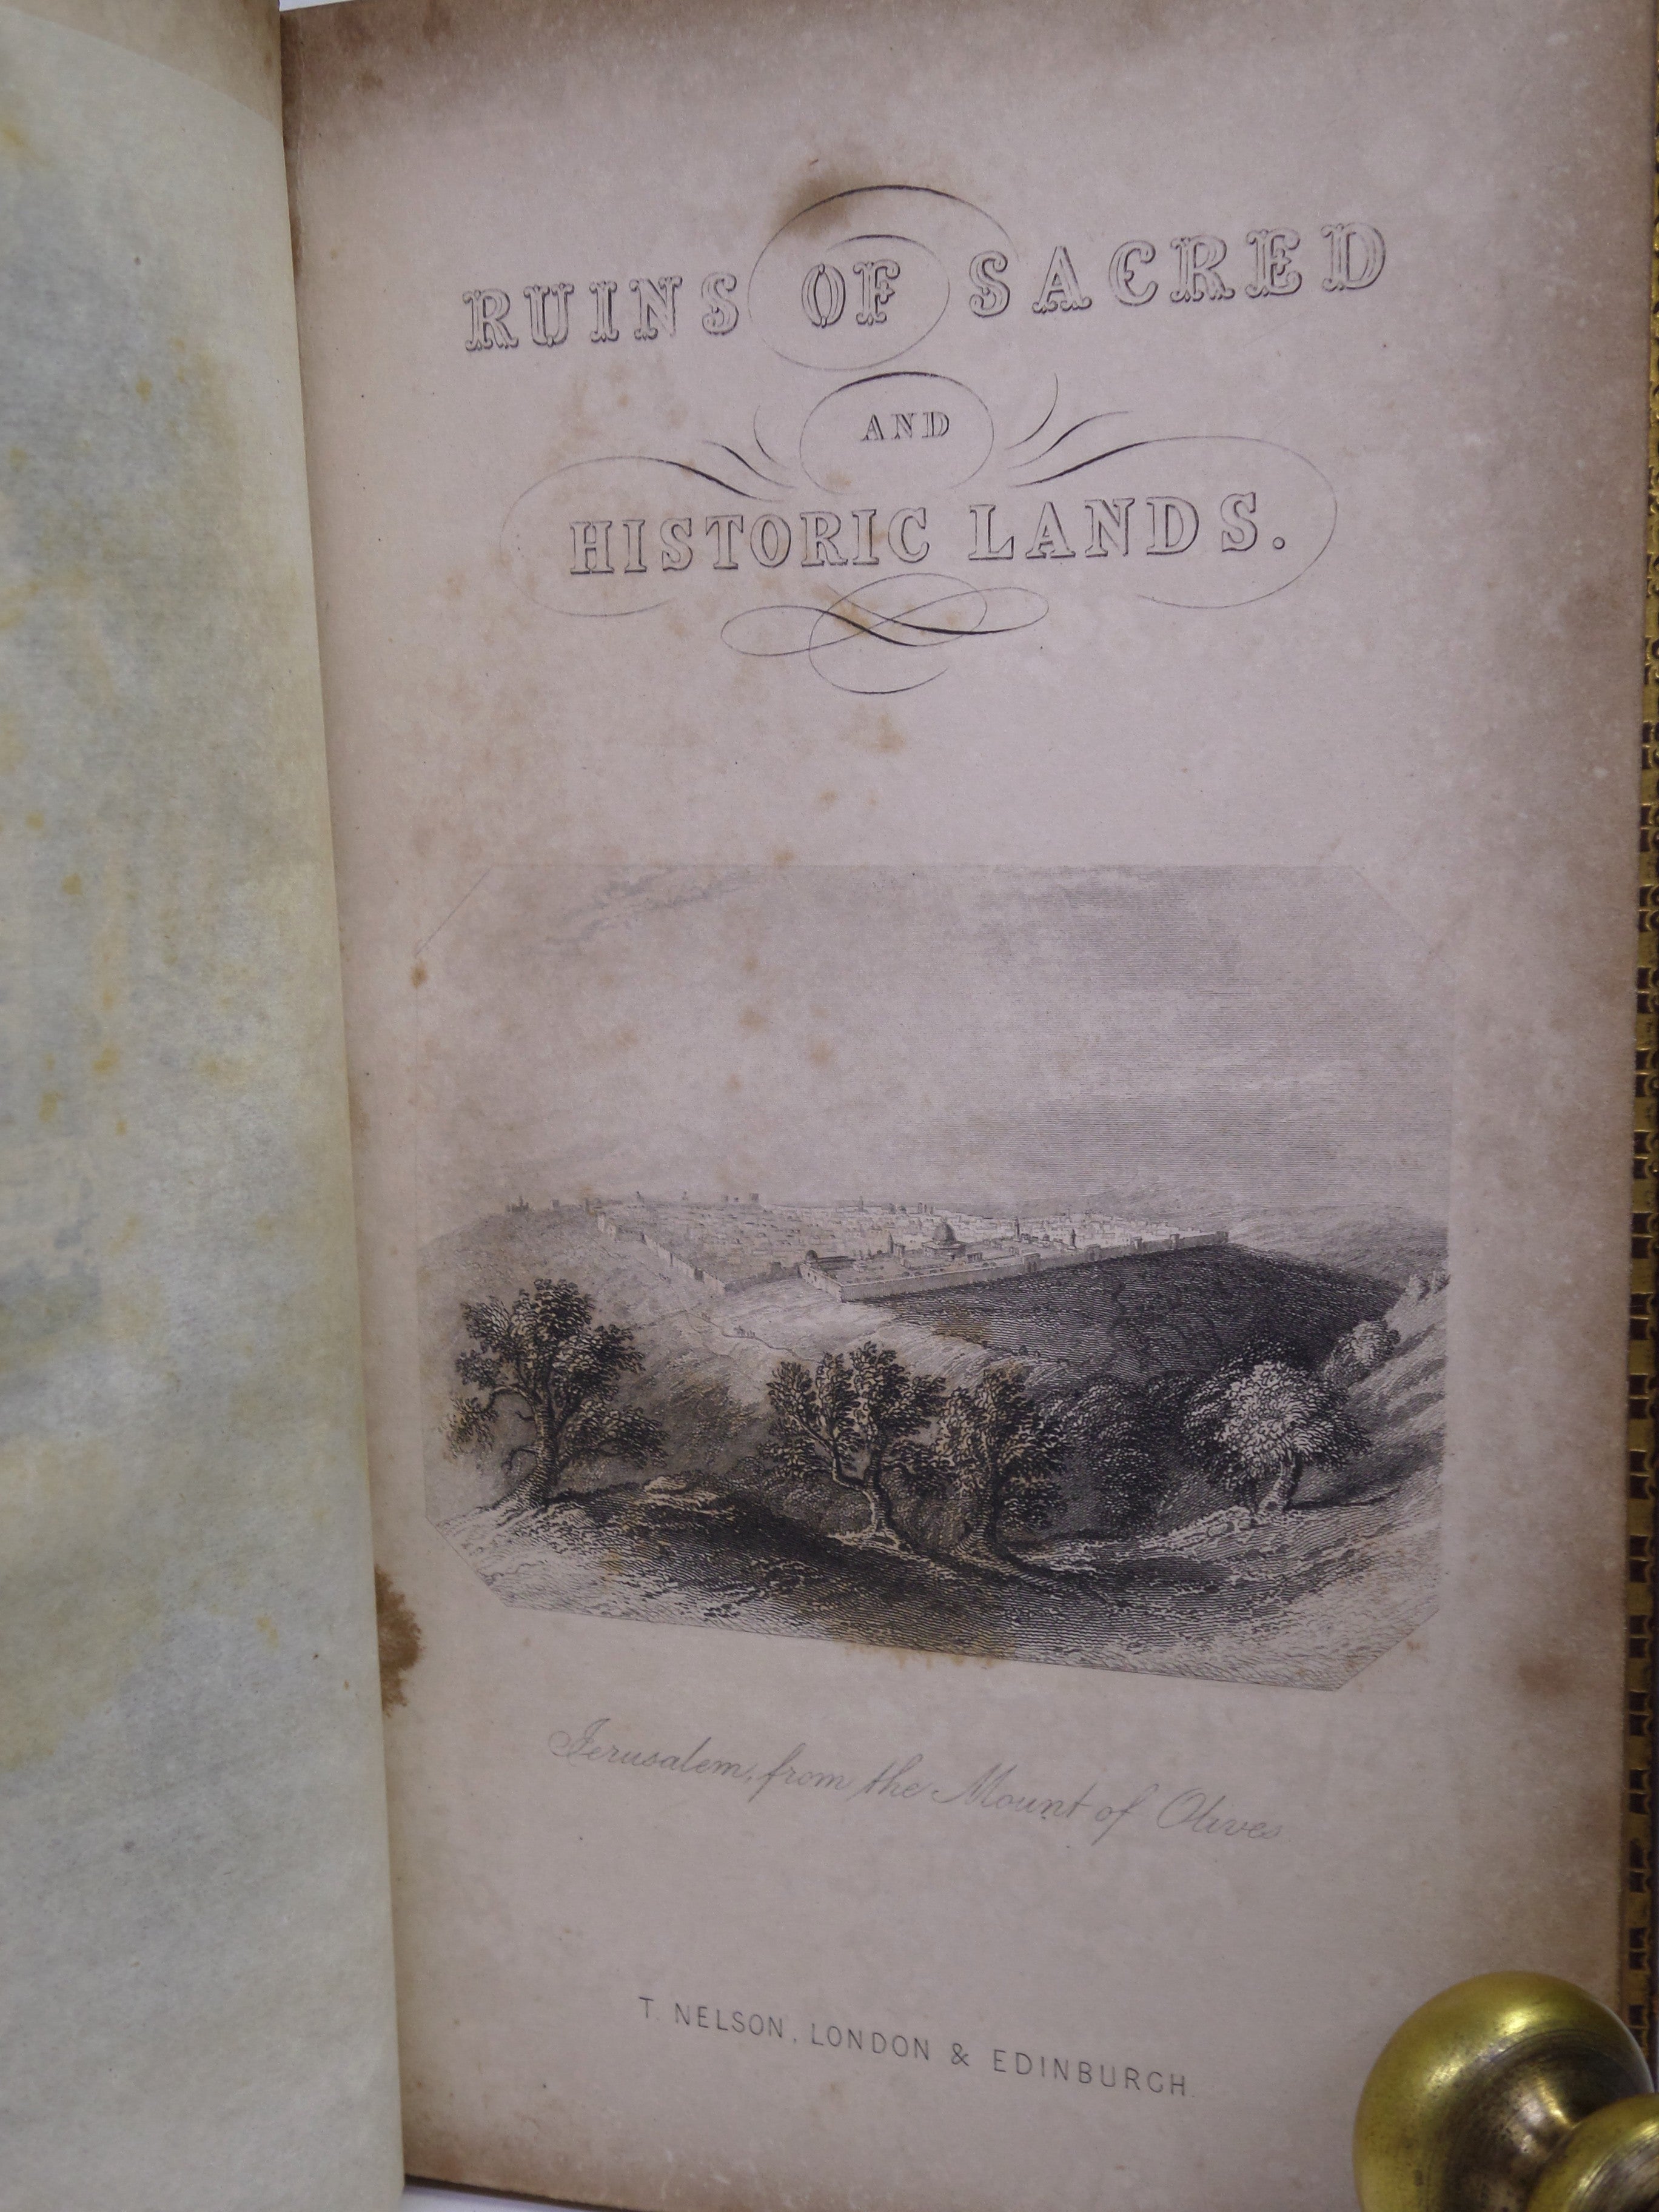 RUINS OF SACRED
AND
HISTORIC LANDS.
Jerusalem, from the Mount of Olives
T. NELSON, LONDON & EDINBURGH.